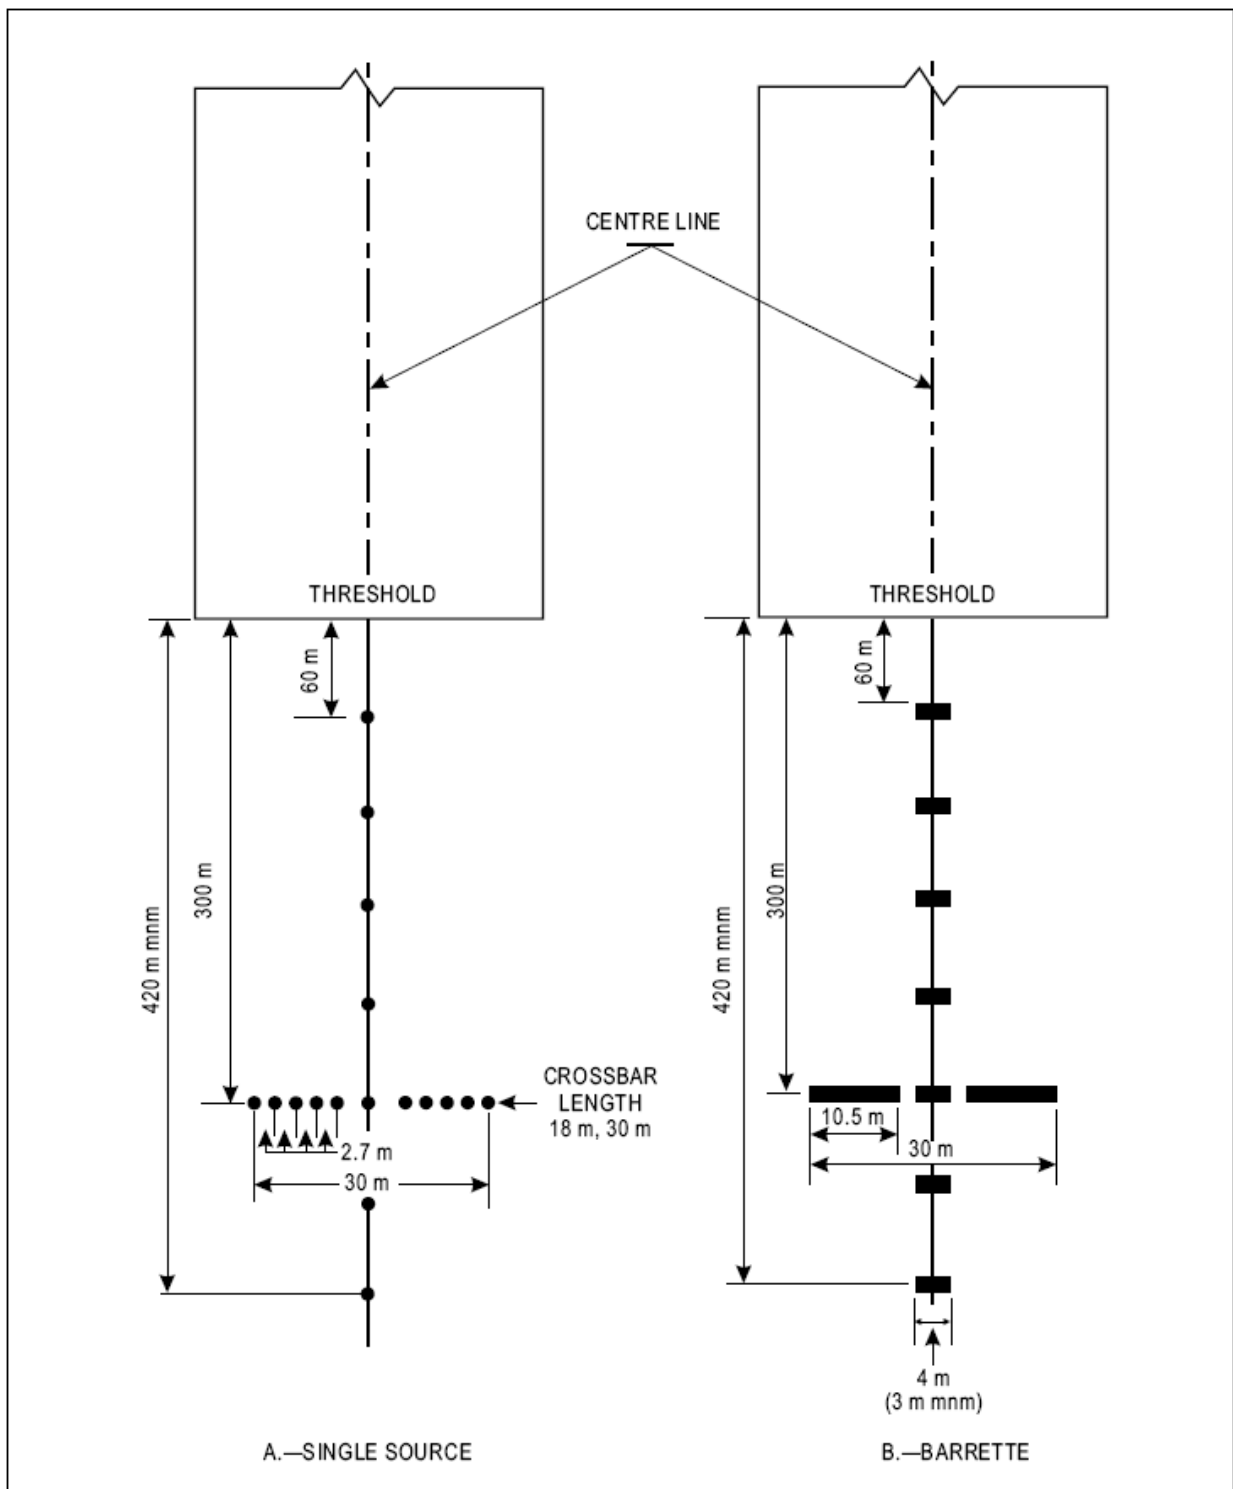 CENTRE LINE
THRESHOLD
THRESHOLD
60 m
60 m
300 m
300 m
420 m mnm
420 m mnm
CROSSBAR
LENGTH
18 m, 30 m
2.7 m
30 m
10.5 m
30 m
4 m
(3 m mnm)
A.—SINGLE SOURCE
B.—BARRETTE